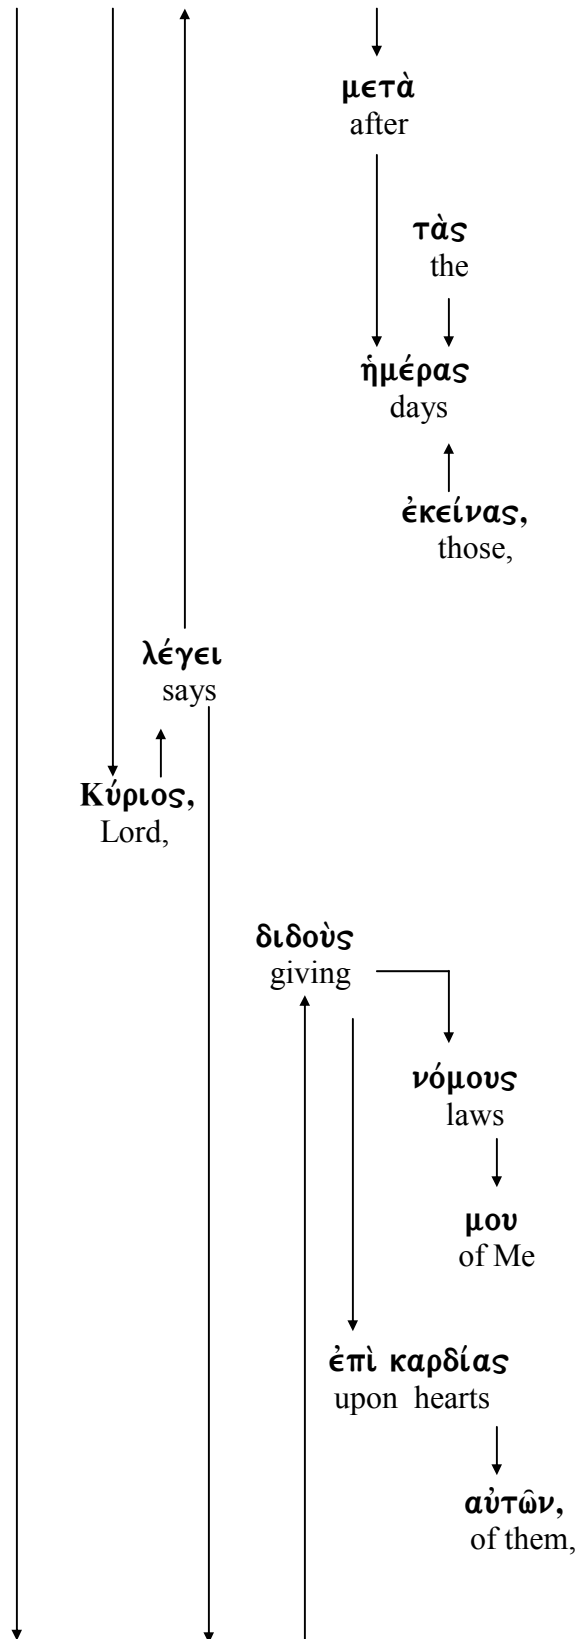 μετὰ
after
τὰς
the
ἡμέρας
days
ἐκείνας,
those,
λέγει
says
Κύριος,
Lord,
διδοὺς
giving
νόμους
laws
μου
of Me
ἐπὶ καρδίας
upon hearts
αὐτῶν,
of them,